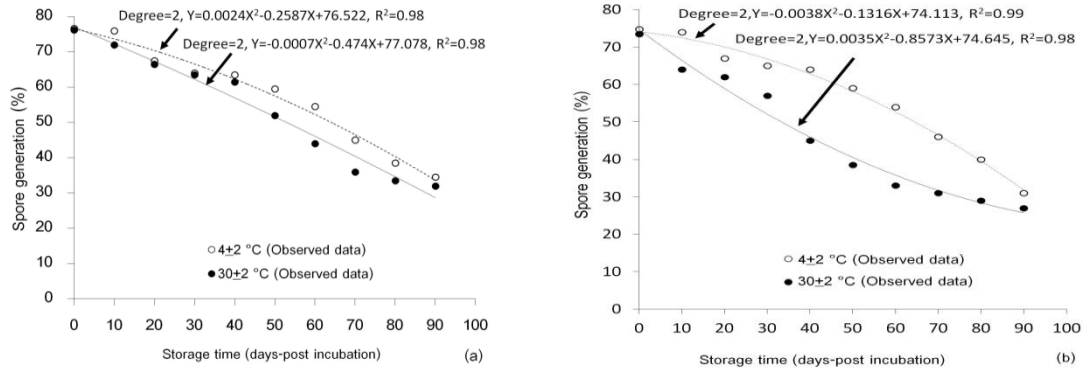 Degree=2, Y=0.0024X²-0.2587X+76.522, R²=0.98
Degree=2, Y=-0.0007X²-0.474X+77.078, R²=0.98
80
70
60
50
40
30
20
10
0
Spore generation (%)
○ 4±2 °C (Observed data)
● 30±2 °C (Observed data)
0 10 20 30 40 50 60 70 80 90 100
Storage time (days-post incubation) (a)
Degree=2,Y=-0.0038X²-0.1316X+74.113, R²=0.99
Degree=2,Y=0.0035X²-0.8573X+74.645, R²=0.98
80
70
60
50
40
30
20
10
0
Spore generation (%)
○ 4±2 °C (Observed data)
● 30±2 °C (Observed data)
0 10 20 30 40 50 60 70 80 90 100
Storage time (days-post incubation) (b)